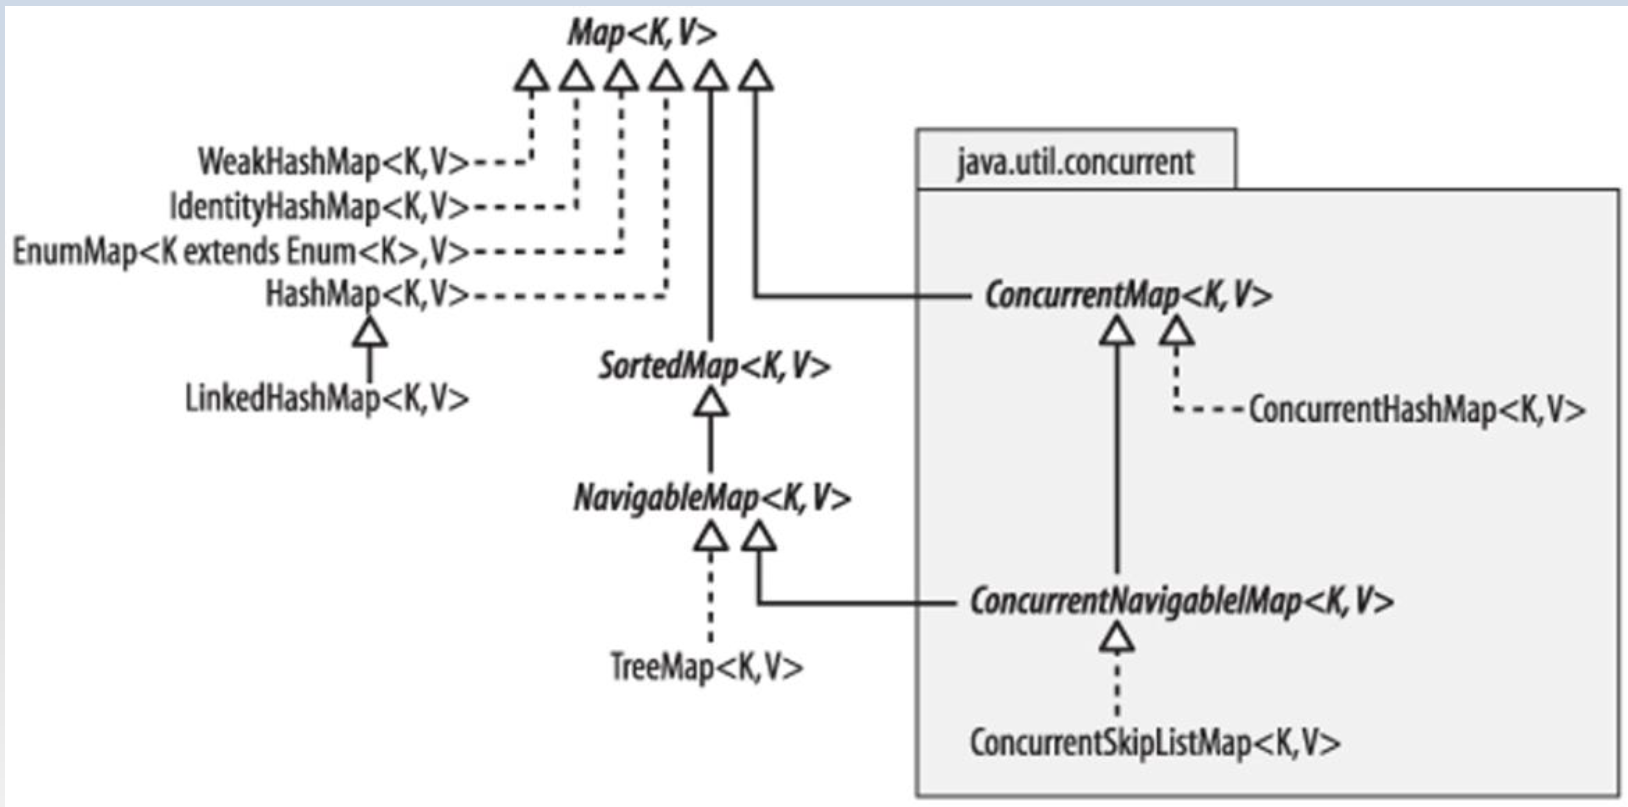 Map<K,V>
java.util.concurrent
WeakHashMap<K,V>
IdentityHashMap<K,V>
EnumMap<K extends Enum<K>,V>
HashMap<K,V>
ConcurrentMap<K,V>
SortedMap<K,V>
LinkedHashMap<K,V>
ConcurrentHashMap<K,V>
NavigableMap<K,V>
ConcurrentNavigablelMap<K,V>
TreeMap<K,V>
ConcurrentSkipListMap<K,V>